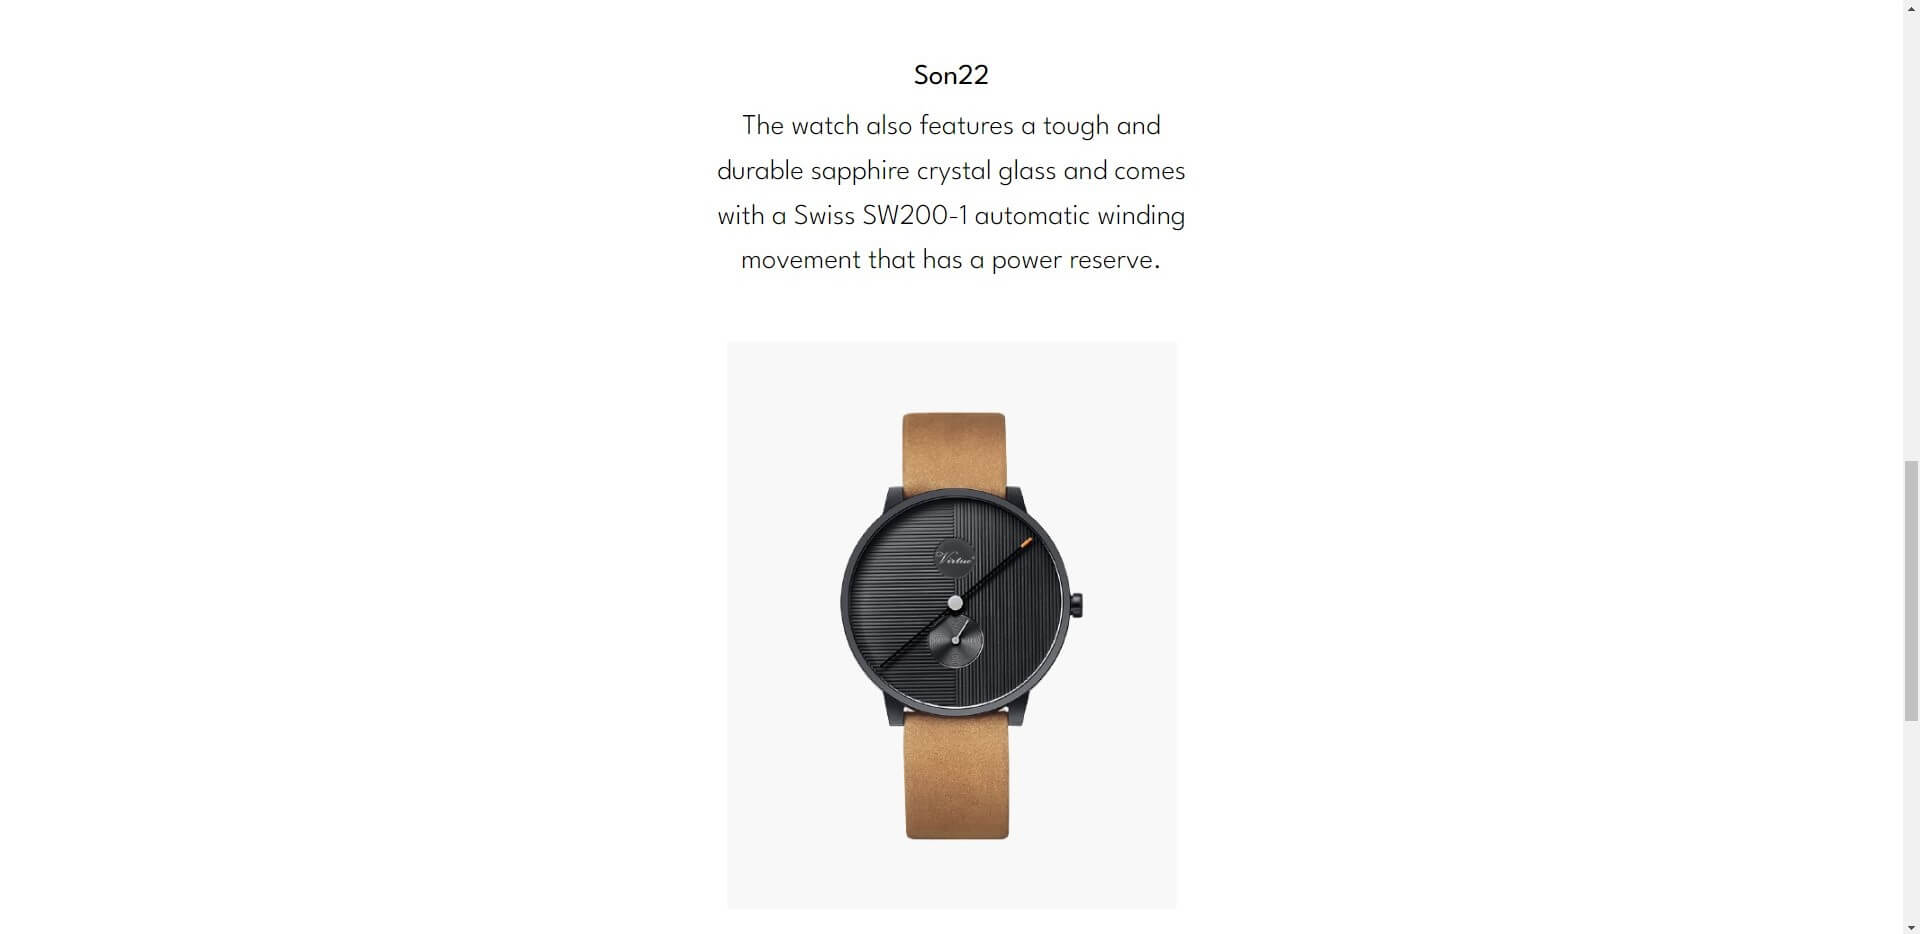 Son22
The watch also features a tough and
durable sapphire crystal glass and comes
with a Swiss SW200-1 automatic winding
movement that has a power reserve.
Virtue